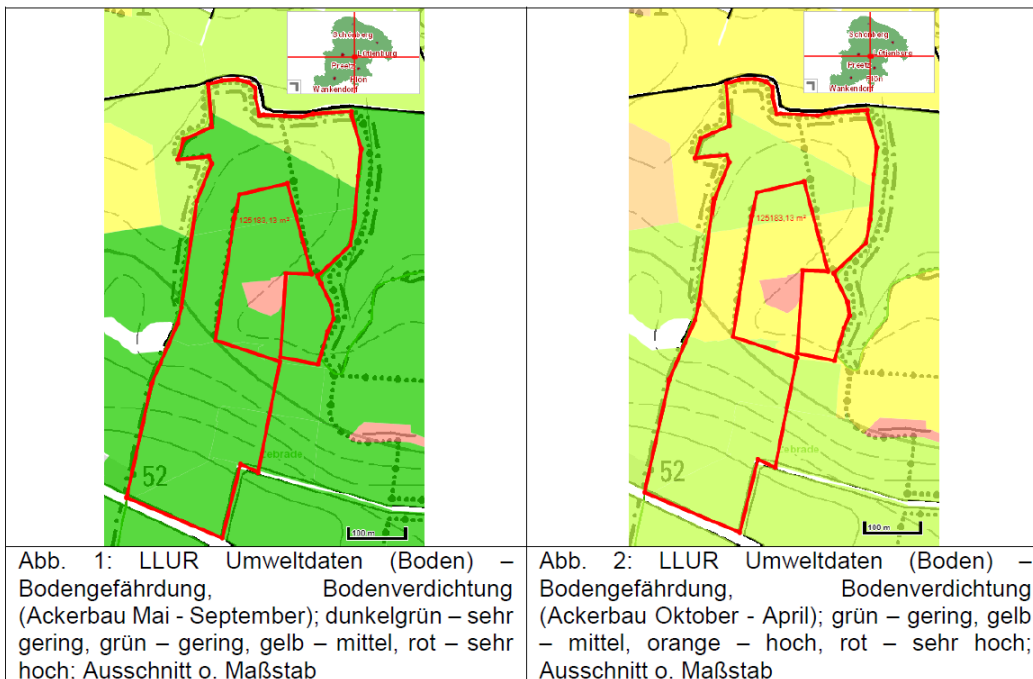 Schönberg
Lütjenburg
Preetz
Plön
Wankendorf
125183,13 m²
52
100 m
Schönberg
Lütjenburg
Preetz
Plön
Wankendorf
125183,13 m²
52
100 m
Abb. 1: LLUR Umweltdaten (Boden) –
Bodengefährdung, Bodenverdichtung
(Ackerbau Mai - September); dunkelgrün – sehr
gering, grün – gering, gelb – mittel, rot – sehr
hoch; Ausschnitt o. Maßstab
Abb. 2: LLUR Umweltdaten (Boden) –
Bodengefährdung, Bodenverdichtung
(Ackerbau Oktober - April); grün – gering, gelb
– mittel, orange – hoch, rot – sehr hoch;
Ausschnitt o. Maßstab